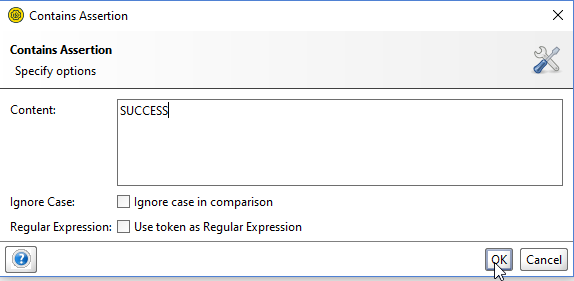 Contains Assertion
Contains Assertion
Specify options
Content:
SUCCESS
Ignore Case: Ignore case in comparison
Regular Expression: Use token as Regular Expression
? OK Cancel